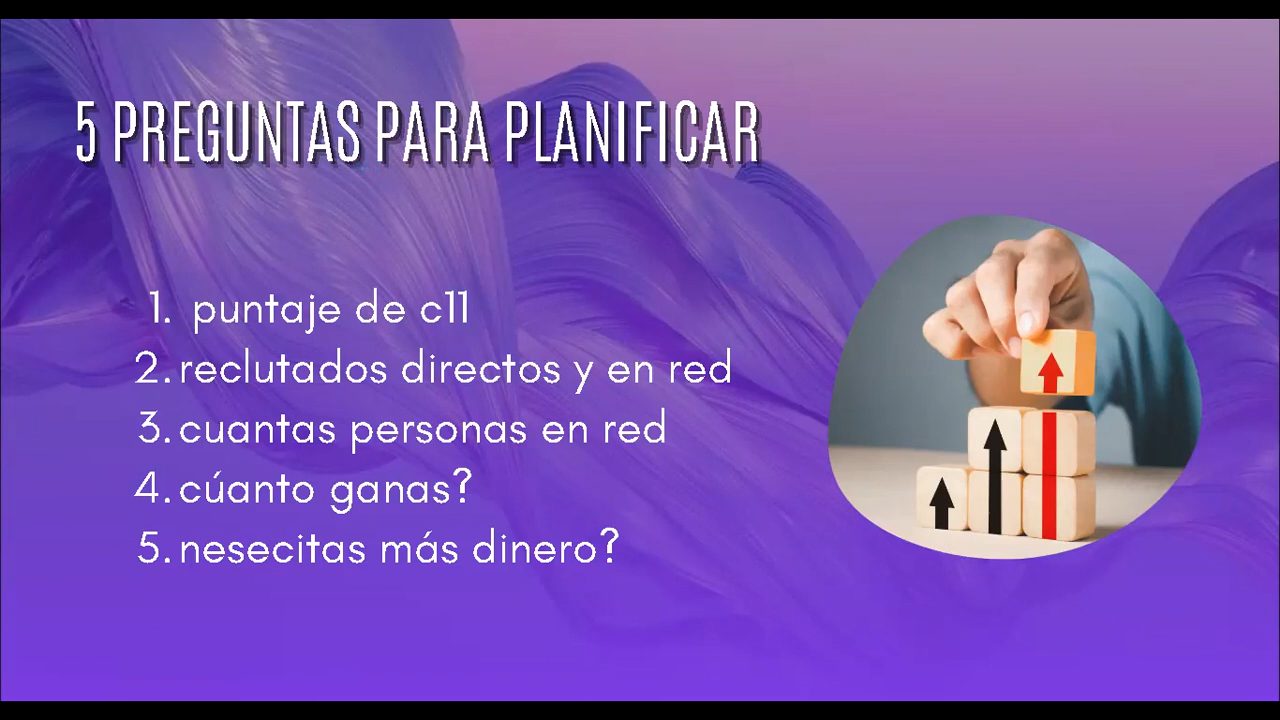 5 PREGUNTAS PARA PLANIFICAR
1. puntaje de c11
2. reclutados directos y en red
3. cuantas personas en red
4. cúanto ganas?
5. nesecitas más dinero?